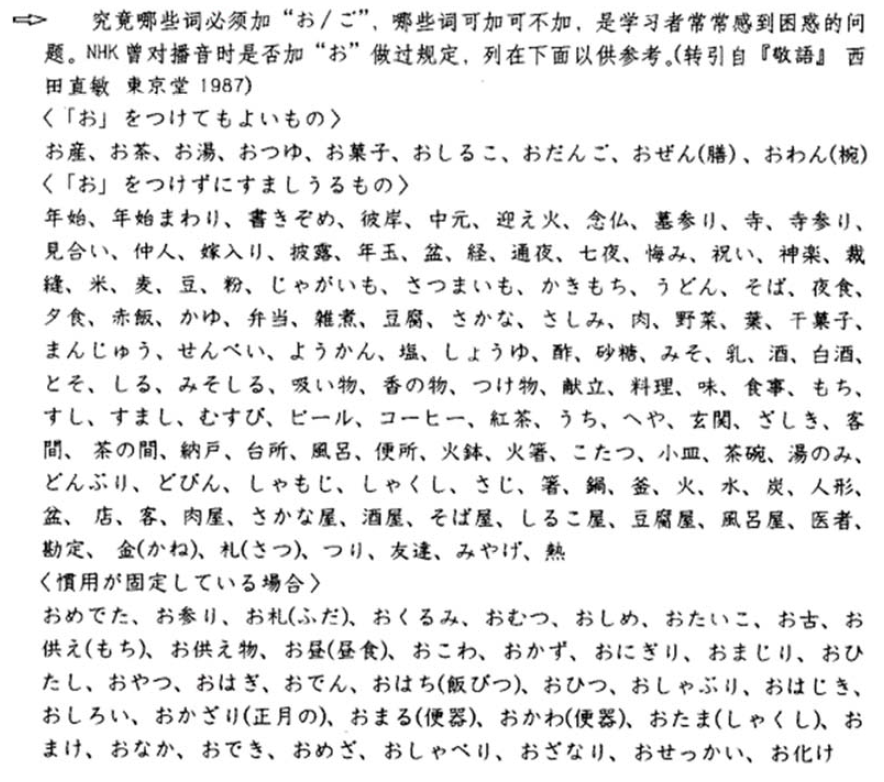 ⇨ 究竟哪些词必须加“お/ご”，哪些词可加可不加，是学习者常常感到困惑的问
题。NHK曾对播音时是否加“お”做过规定，列在下面以供参考。(转引自『敬語』 西
田直敏 東京堂 1987)
〈「お」をつけてもよいもの〉
お産、お茶、お湯、おつゆ、お菓子、おしるこ、おだんご、おぜん(膳)、おわん(椀)
〈「お」をつけずにすましうるもの〉
年始、年始まわり、書きぞめ、彼岸、中元、迎え火、念仏、墓参り、寺、寺参り、
見合い、仲人、嫁入り、披露、年玉、盆、経、通夜、七夜、悔み、祝い、神楽、裁
縫、米、麦、豆、粉、じゃがいも、さつまいも、かきもち、うどん、そば、夜食、
夕食、赤飯、かゆ、弁当、雑煮、豆腐、さかな、さしみ、肉、野菜、葉、干菓子、
まんじゅう、せんべい、ようかん、塩、しょうゆ、酢、砂糖、みそ、乳、酒、白酒、
とそ、しる、みそしる、吸い物、香の物、つけ物、献立、料理、味、食事、もち、
すし、すまし、むすび、ビール、コーヒー、紅茶、うち、へや、玄関、ざしき、客
間、 茶の間、納戸、台所、風呂、便所、火鉢、火箸、こたつ、小皿、茶碗、湯のみ、
どんぶり、どびん、しゃもじ、しゃくし、さじ、箸、鍋、釜、火、水、炭、人形、
盆、 店、客、肉屋、さかな屋、酒屋、そば屋、しるこ屋、豆腐屋、風呂屋、医者、
勘定、 金(かね)、札(さつ)、つり、友達、みやげ、熱
〈慣用が固定している場合〉
おめでた、お参り、お札(ふだ)、おくるみ、おむつ、おしめ、おたいこ、お古、お
供え(もち)、お供え物、お昼(昼食)、おこわ、おかず、おにぎり、おまじり、おひ
たし、おやつ、おはぎ、おでん、おはち(飯びつ)、おひつ、おしゃぶり、おはじき、
おしろい、おかざり(正月の)、おまる(便器)、おかわ(便器)、おたま(しゃくし)、お
まけ、おなか、おでき、おめざ、おしゃべり、おざなり、おせっかい、お化け